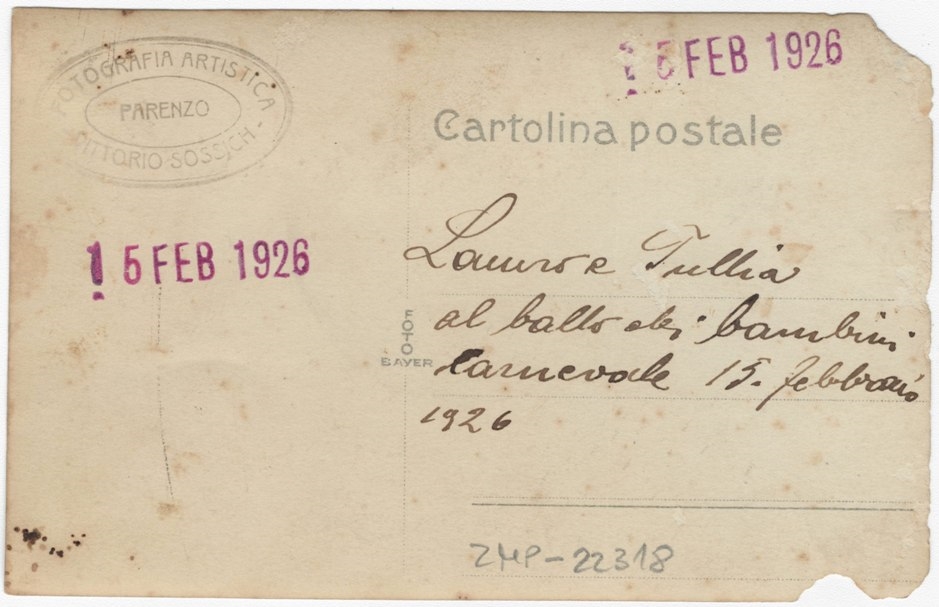 FOTOGRAFIA ARTISTICA
PARENZO
VITTORIO SOSSICH
15 FEB 1926
Cartolina postale
15 FEB 1926
Lauro e Tullia
al ballo dei bambini
Carnevale 15. febbraio
1926
FOTO
BAYER
ZMP-22318